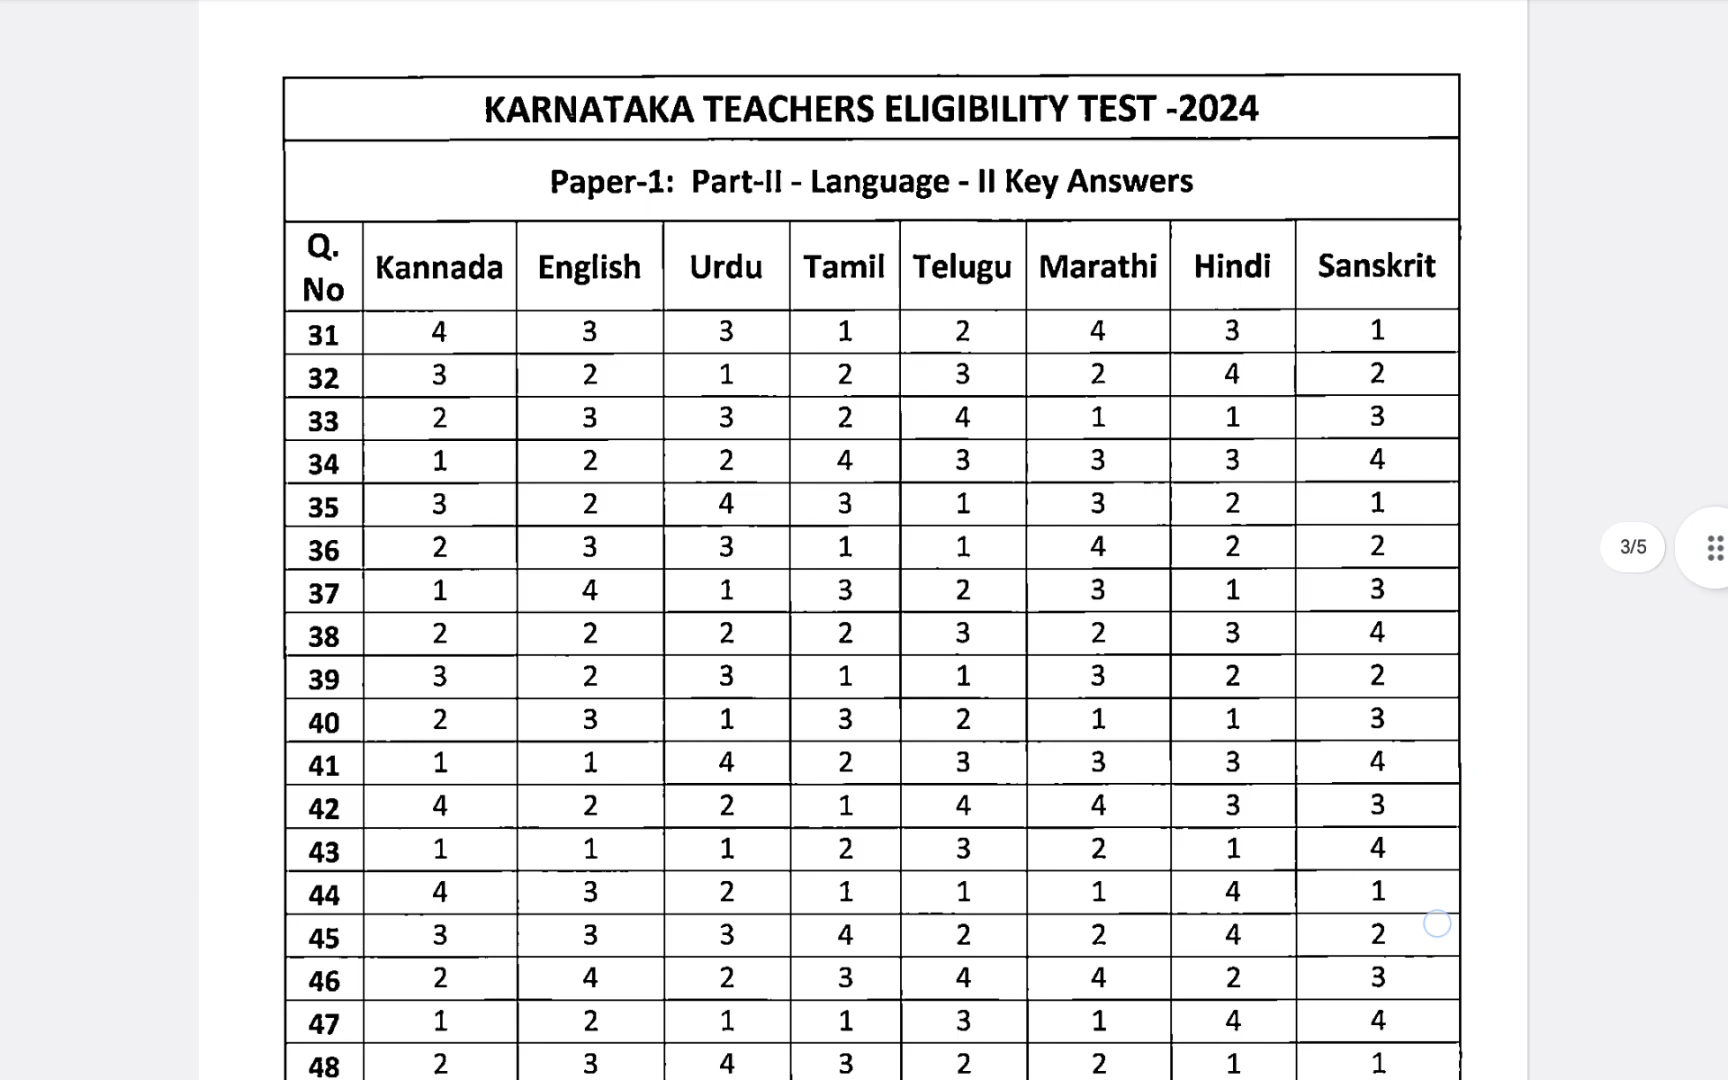 KARNATAKA TEACHERS ELIGIBILITY TEST -2024
Paper-1: Part-II - Language - II Key Answers
Q. No Kannada English Urdu Tamil Telugu Marathi Hindi Sanskrit
31 4 3 3 1 2 4 3 1
32 3 2 1 2 3 2 4 2
33 2 3 3 2 4 1 1 3
34 1 2 2 4 3 3 3 4
35 3 2 4 3 1 3 2 1
36 2 3 3 1 1 4 2 2
37 1 4 1 3 2 3 1 3
38 2 2 2 2 3 2 3 4
39 3 2 3 1 1 3 2 2
40 2 3 1 3 2 1 1 3
41 1 1 4 2 3 3 3 4
42 4 2 2 1 4 4 3 3
43 1 1 1 2 3 2 1 4
44 4 3 2 1 1 1 4 1
45 3 3 3 4 2 2 4 2
46 2 4 2 3 4 4 2 3
47 1 2 1 1 3 1 4 4
48 2 3 4 3 2 2 1 1
3/5